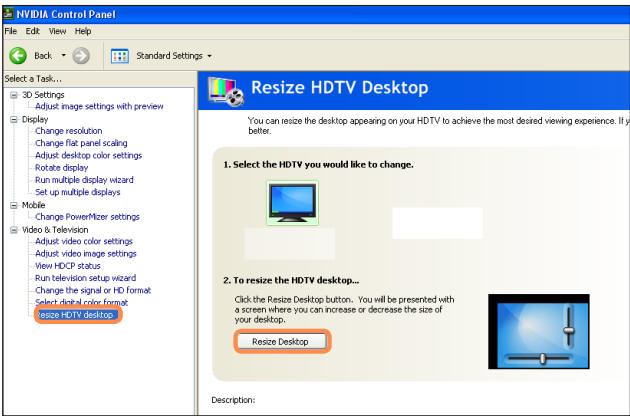 NVIDIA Control Panel
File Edit View Help
Back Standard Settings
Select a Task...
3D Settings
Adjust image settings with preview
Display
Change resolution
Change flat panel scaling
Adjust desktop color settings
Rotate display
Run multiple display wizard
Set up multiple displays
Mobile
Change PowerMizer settings
Video & Television
Adjust video color settings
Adjust video image settings
View HDCP status
Run television setup wizard
Change the signal or HD format
Select digital color format
Resize HDTV desktop
Resize HDTV Desktop
You can resize the desktop appearing on your HDTV to achieve the most desired viewing experience. If y
better.
1. Select the HDTV you would like to change.
2. To resize the HDTV desktop...
Click the Resize Desktop button. You will be presented with
a screen where you can increase or decrease the size of
your desktop.
Resize Desktop
Description: